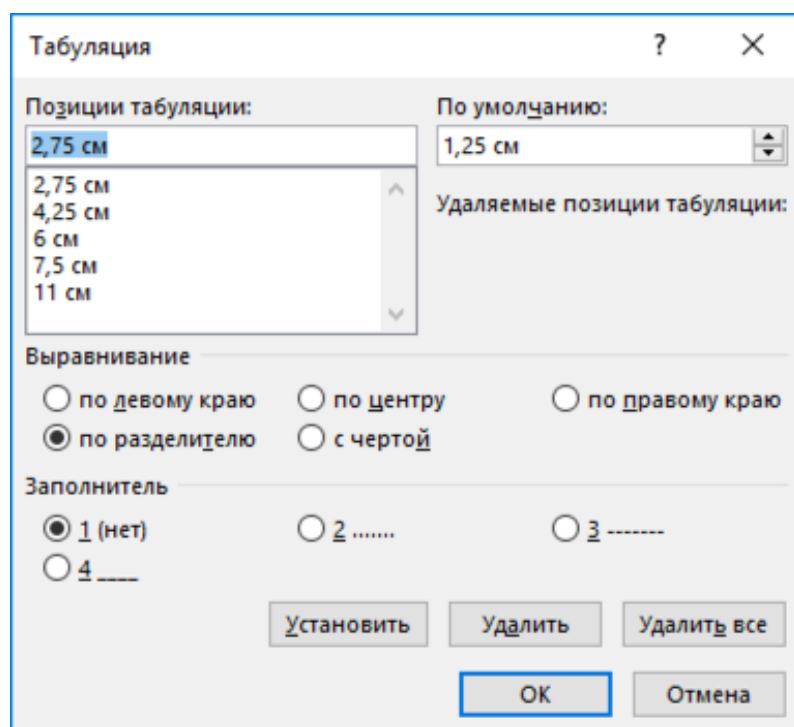 Табуляция
Позиции табуляции: По умолчанию:
2,75 см 1,25 см
2,75 см
4,25 см
6 см
7,5 см
11 см
Удаляемые позиции табуляции:
Выравнивание
по левому краю по центру по правому краю
по разделителю с чертой
Заполнитель
1 (нет) 2 ....... 3 -------
4 ____
Установить Удалить Удалить все
ОК Отмена